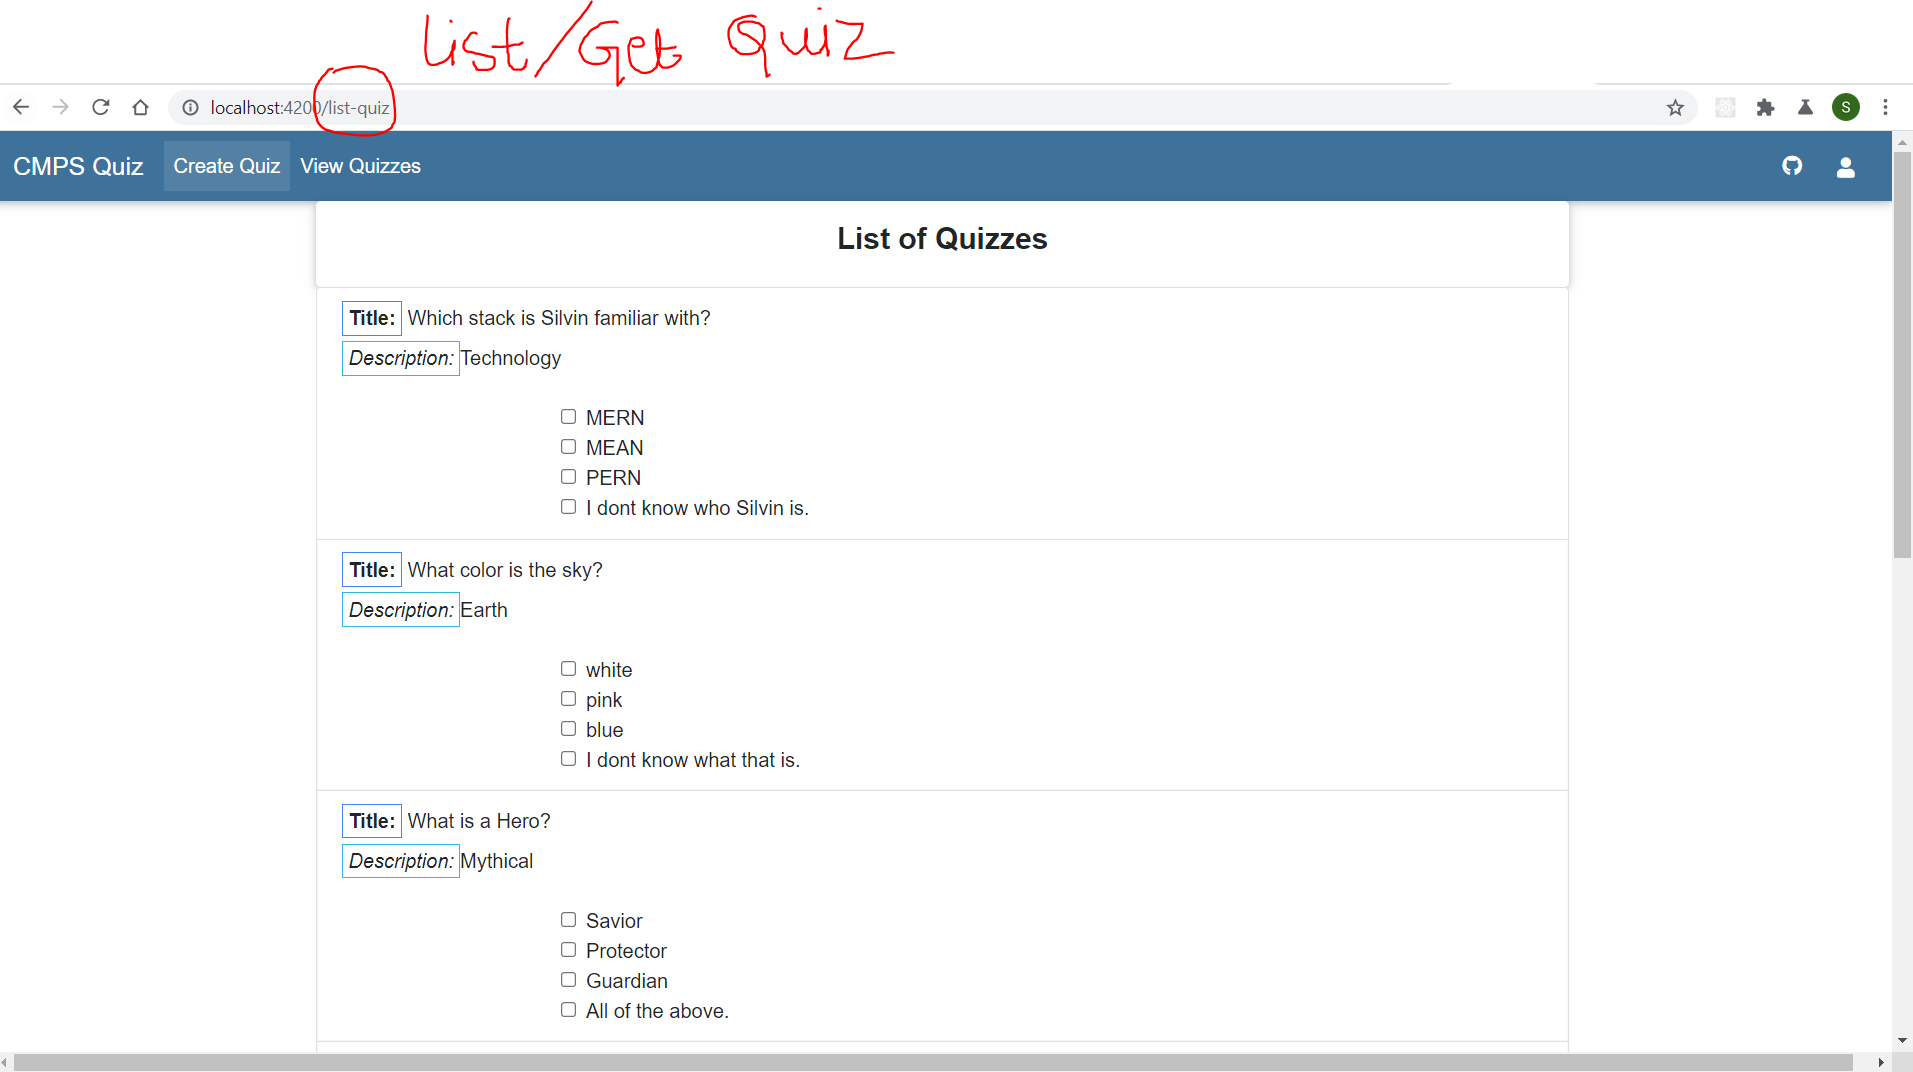 List/Get Quiz
localhost:4200/list-quiz
S
CMPS Quiz Create Quiz View Quizzes
List of Quizzes
Title: Which stack is Silvin familiar with?
Description: Technology
MERN
MEAN
PERN
I dont know who Silvin is.
Title: What color is the sky?
Description: Earth
white
pink
blue
I dont know what that is.
Title: What is a Hero?
Description: Mythical
Savior
Protector
Guardian
All of the above.